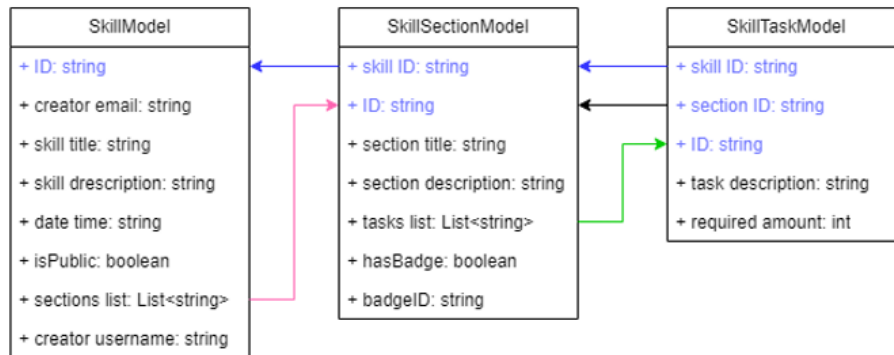 SkillModel
+ ID: string
+ creator email: string
+ skill title: string
+ skill drescription: string
+ date time: string
+ isPublic: boolean
+ sections list: List<string>
+ creator username: string
SkillSectionModel
+ skill ID: string
+ ID: string
+ section title: string
+ section description: string
+ tasks list: List<string>
+ hasBadge: boolean
+ badgeID: string
SkillTaskModel
+ skill ID: string
+ section ID: string
+ ID: string
+ task description: string
+ required amount: int